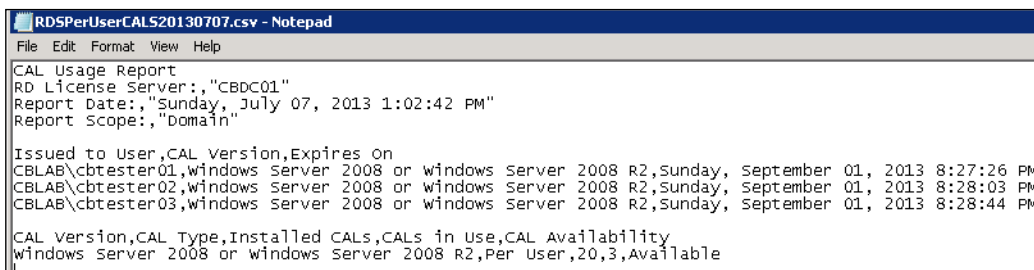 RDSPerUserCALS20130707.csv - Notepad
File Edit Format View Help
CAL Usage Report
RD License Server:,"CBDC01"
Report Date:,"Sunday, July 07, 2013 1:02:42 PM"
Report Scope:,"Domain"
Issued to User,CAL Version,Expires On
CBLAB\cbtester01,Windows Server 2008 or Windows Server 2008 R2,Sunday, September 01, 2013 8:27:26 PM
CBLAB\cbtester02,Windows Server 2008 or Windows Server 2008 R2,Sunday, September 01, 2013 8:28:03 PM
CBLAB\cbtester03,Windows Server 2008 or Windows Server 2008 R2,Sunday, September 01, 2013 8:28:44 PM
CAL Version,CAL Type,Installed CALs,CALs in Use,CAL Availability
Windows Server 2008 or Windows Server 2008 R2,Per User,20,3,Available